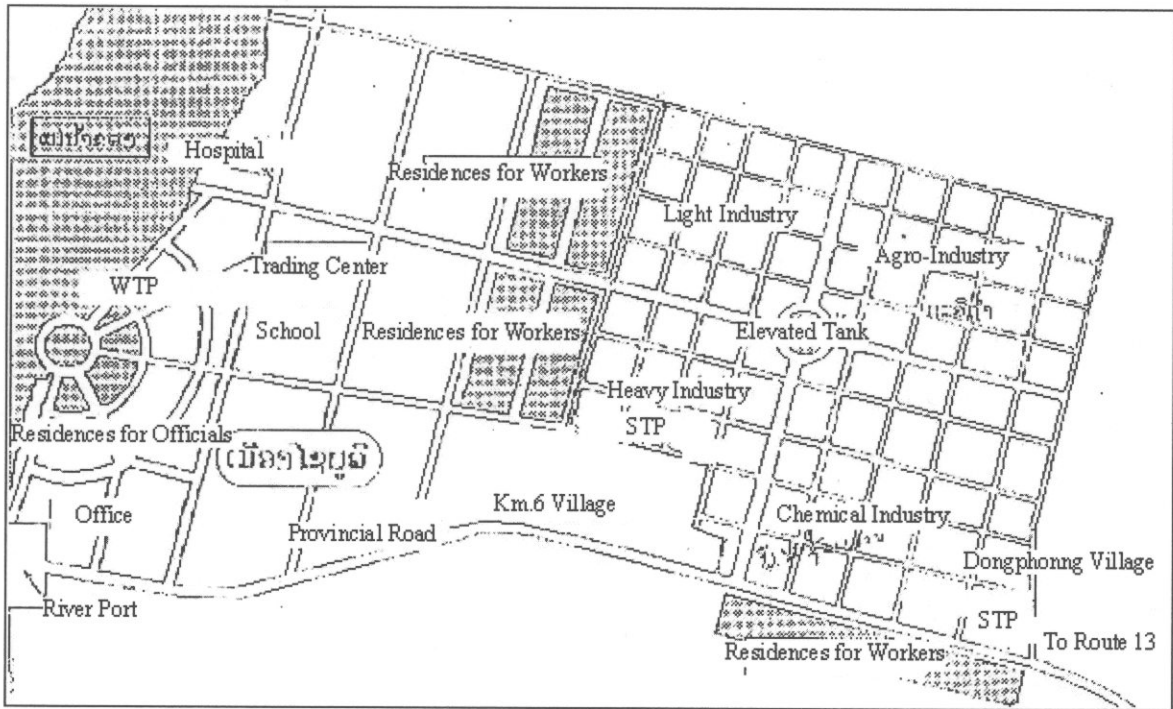 Hospital
Residences for Workers
Light Industry
Agro-Industry
Trading Center
WTP
School
Residences for Workers
Elevated Tank
Heavy Industry
STP
Residences for Officials
Km.6 Village
Office
Provincial Road
Chemical Industry
Dongphonng Village
River Port
STP
To Route 13
Residences for Workers